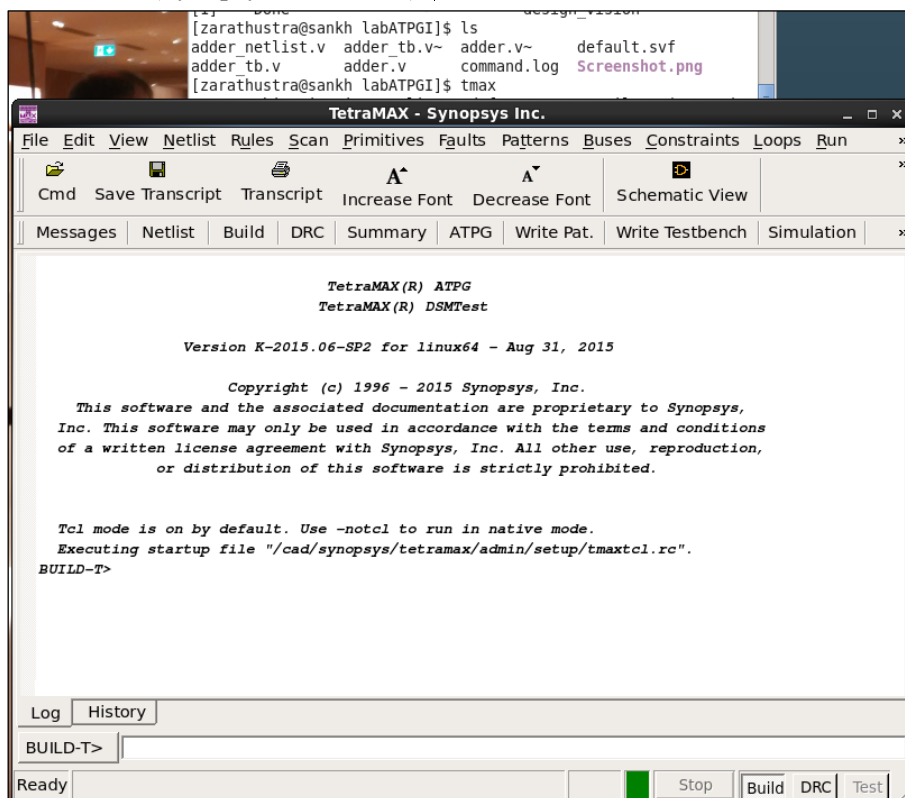 [1]    Done                    design_vision
[zarathustra@sankh labATPGI]$ ls
adder_netlist.v  adder_tb.v~  adder.v~     default.svf
adder_tb.v       adder.v      command.log  Screenshot.png
[zarathustra@sankh labATPGI]$ tmax
TetraMAX - Synopsys Inc.
File Edit View Netlist Rules Scan Primitives Faults Patterns Buses Constraints Loops Run »
Cmd Save Transcript Transcript Increase Font Decrease Font Schematic View »
Messages Netlist Build DRC Summary ATPG Write Pat. Write Testbench Simulation »
TetraMAX(R) ATPG
TetraMAX(R) DSMTest
Version K-2015.06-SP2 for linux64 - Aug 31, 2015
Copyright (c) 1996 - 2015 Synopsys, Inc.
This software and the associated documentation are proprietary to Synopsys,
Inc. This software may only be used in accordance with the terms and conditions
of a written license agreement with Synopsys, Inc. All other use, reproduction,
or distribution of this software is strictly prohibited.
Tcl mode is on by default. Use -notcl to run in native mode.
Executing startup file "/cad/synopsys/tetramax/admin/setup/tmaxtcl.rc".
BUILD-T>
Log History
BUILD-T>
Ready Stop Build DRC Test